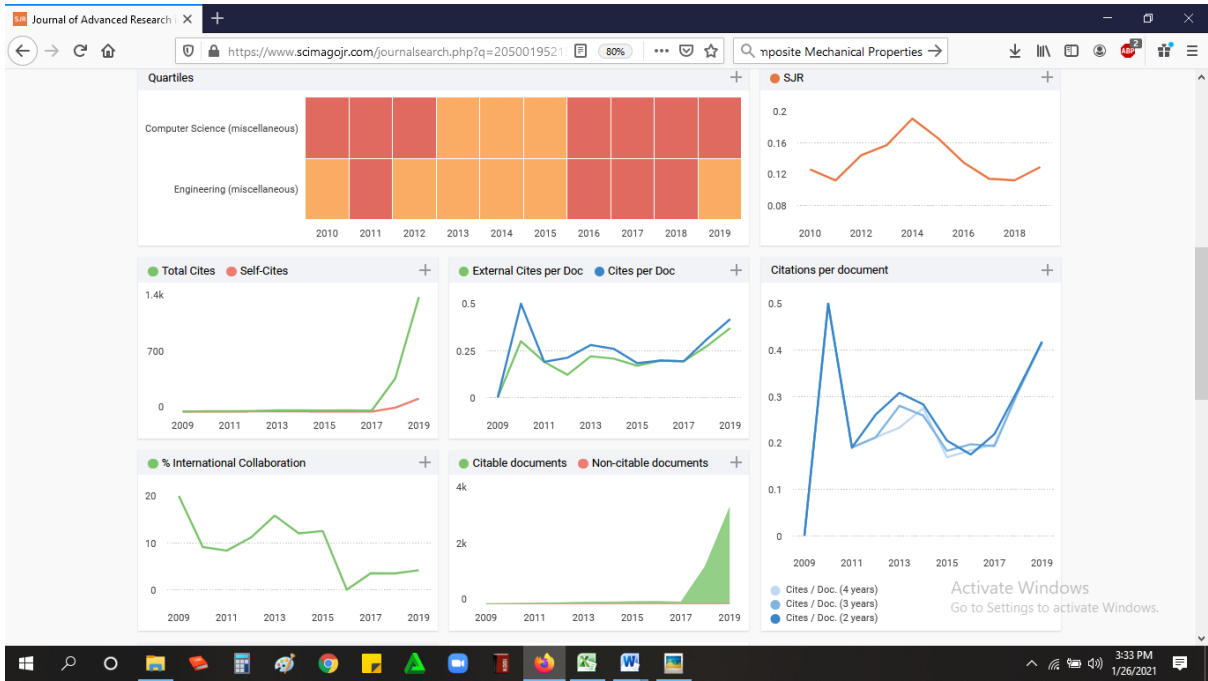 SJR Journal of Advanced Research i
https://www.scimagojr.com/journalsearch.php?q=2050019521 80% mposite Mechanical Properties
ABP 2
Quartiles
Computer Science (miscellaneous)
Engineering (miscellaneous)
2010 2011 2012 2013 2014 2015 2016 2017 2018 2019
SJR
0.2
0.16
0.12
0.08
2010 2012 2014 2016 2018
Total Cites Self-Cites
1.4k
700
0
2009 2011 2013 2015 2017 2019
External Cites per Doc Cites per Doc
0.5
0.25
0
2009 2011 2013 2015 2017 2019
Citations per document
0.5
0.4
0.3
0.2
0.1
0
2009 2011 2013 2015 2017 2019
Cites / Doc. (4 years)
Cites / Doc. (3 years)
Cites / Doc. (2 years)
% International Collaboration
20
10
0
2009 2011 2013 2015 2017 2019
Citable documents Non-citable documents
4k
2k
0
2009 2011 2013 2015 2017 2019
Activate Windows
Go to Settings to activate Windows.
3:33 PM
1/26/2021